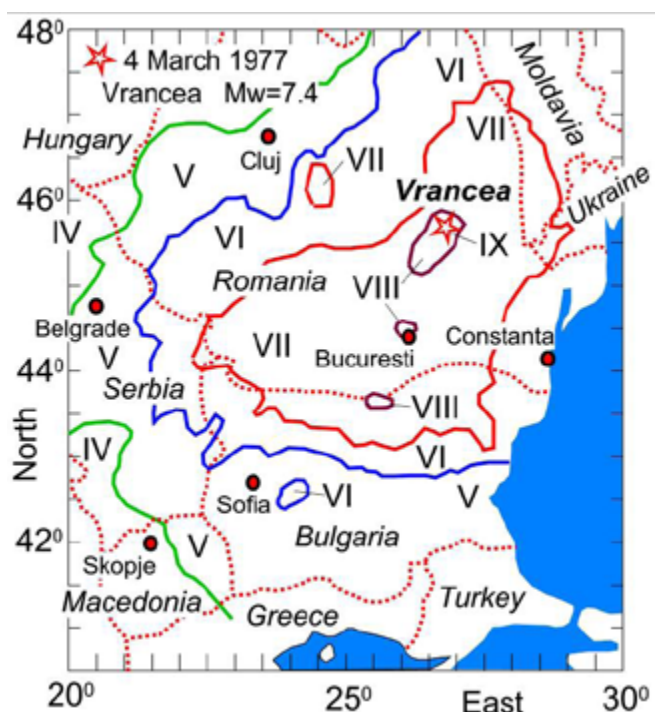 48⁰
4 March 1977
Vrancea Mw=7.4
VI
Moldavia
Hungary
Cluj
VII
VII
V
46⁰
Vrancea
Ukraine
IV
VI
IX
Romania
VIII
VIII
Belgrade
Constanta
V
VII
Bucuresti
44⁰
Serbia
VIII
North
IV
VI
Sofia
VI
V
42⁰
V
Bulgaria
Skopje
Macedonia
Greece
Turkey
20⁰
25⁰
East
30⁰